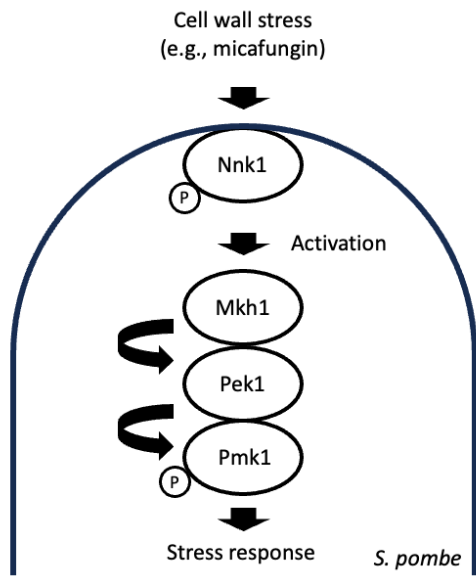 Cell wall stress
(e.g., micafungin)
Nnk1
P
Activation
Mkh1
Pek1
Pmk1
P
Stress response
S. pombe